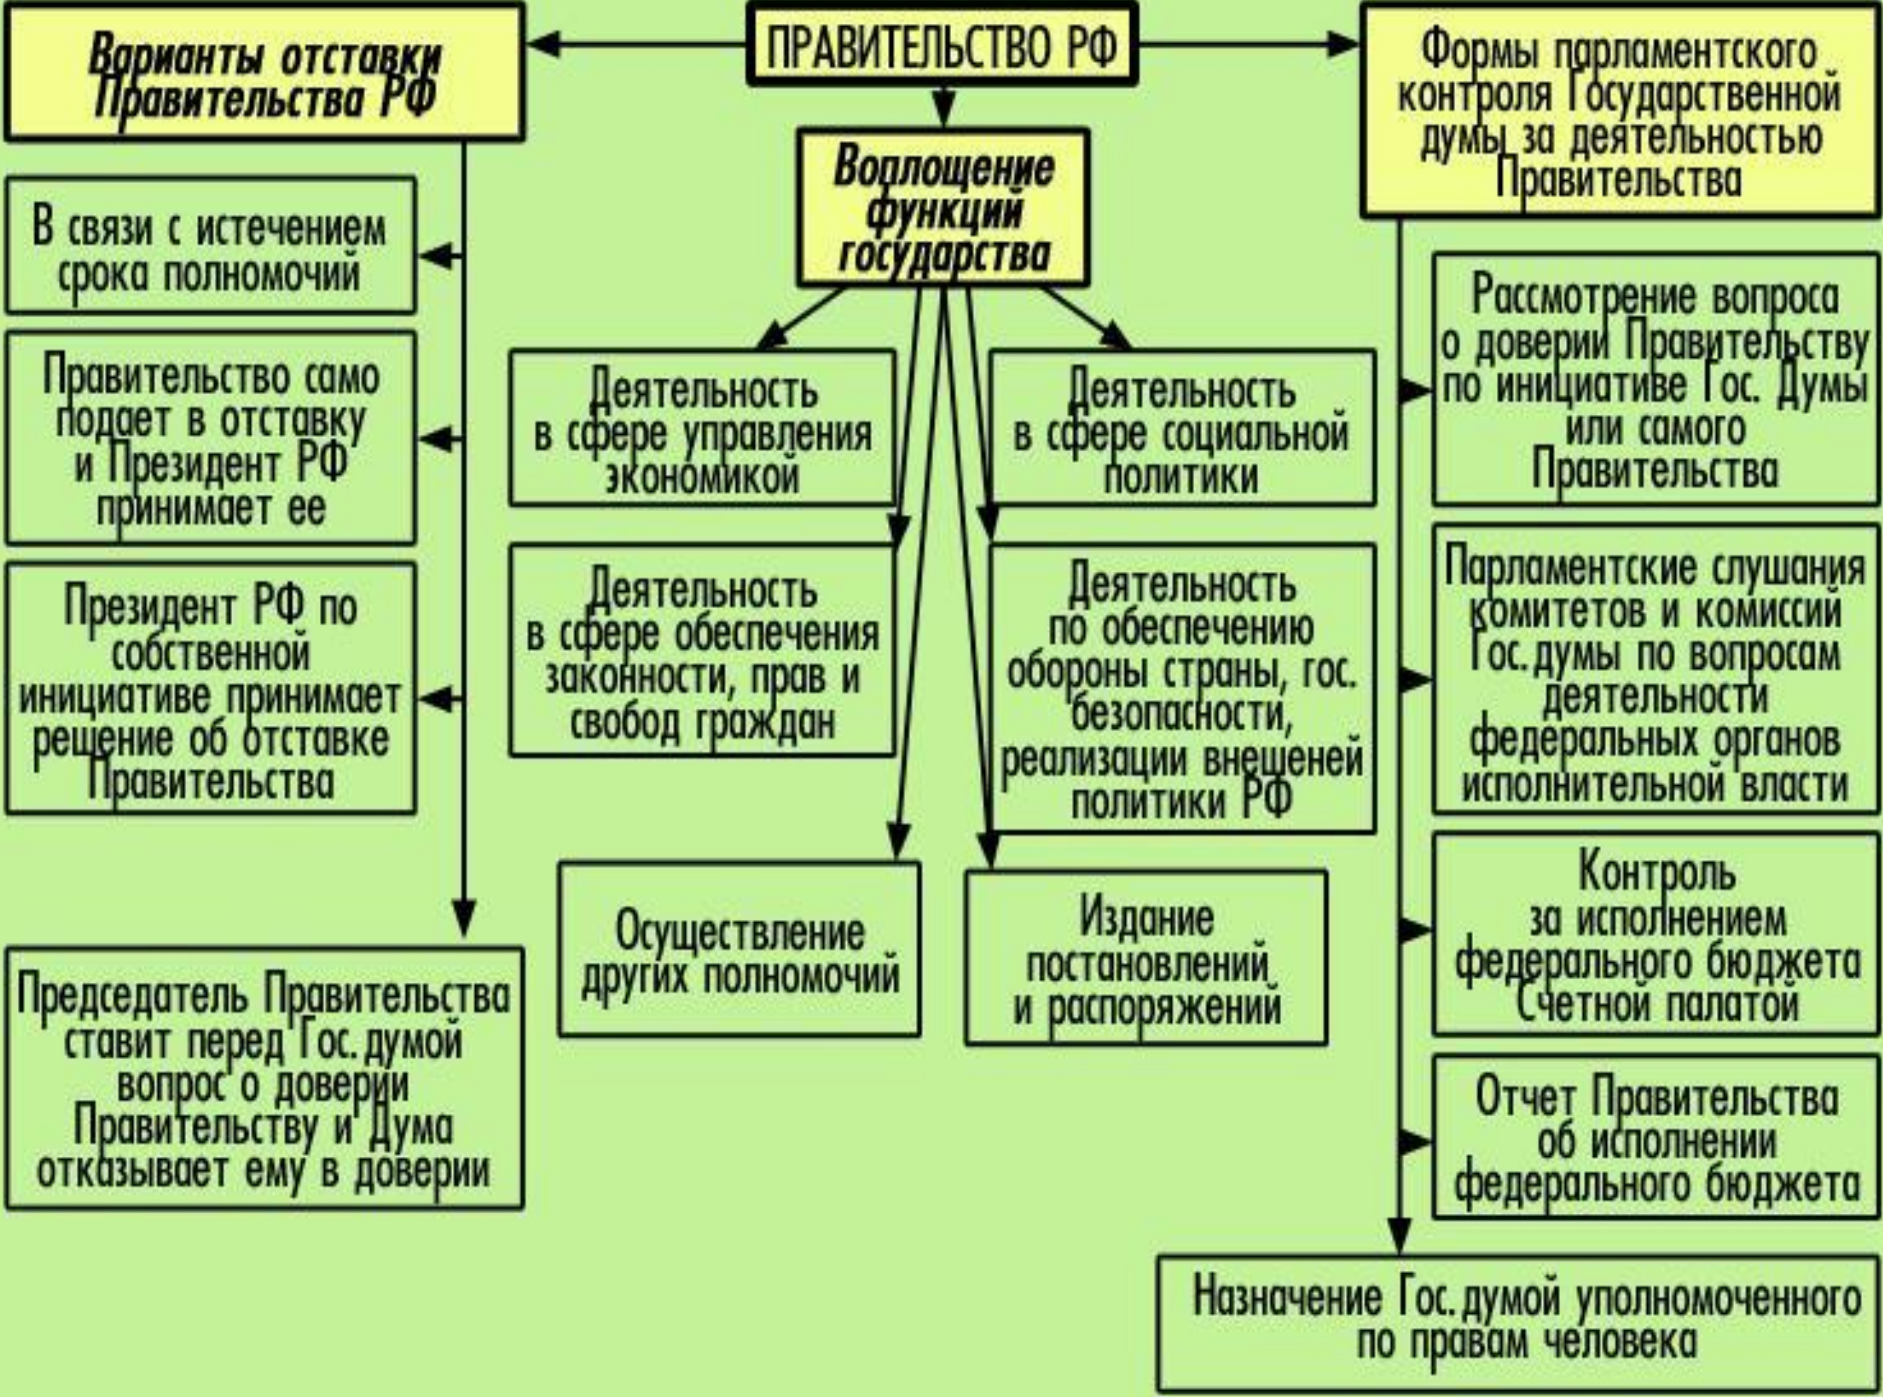 ПРАВИТЕЛЬСТВО РФ
Варианты отставки
Правительства РФ
В связи с истечением
срока полномочий
Правительство само
подает в отставку
и Президент РФ
принимает ее
Президент РФ по
собственной
инициативе принимает
решение об отставке
Правительства
Председатель Правительства
ставит перед Гос. думой
вопрос о доверии
Правительству и Дума
отказывает ему в доверии
Воплощение
функций
государства
Деятельность
в сфере управления
экономикой
Деятельность
в сфере социальной
политики
Деятельность
в сфере обеспечения
законности, прав и
свобод граждан
Деятельность
по обеспечению
обороны страны, гос.
безопасности,
реализации внешеней
политики РФ
Осуществление
других полномочий
Издание
постановлений
и распоряжений
Формы парламентского
контроля Государственной
думы за деятельностью
Правительства
Рассмотрение вопроса
о доверии Правительству
по инициативе Гос. Думы
или самого
Правительства
Парламентские слушания
комитетов и комиссий
Гос. думы по вопросам
деятельности
федеральных органов
исполнительной власти
Контроль
за исполнением
федерального бюджета
Счетной палатой
Отчет Правительства
об исполнении
федерального бюджета
Назначение Гос. думой уполномоченного
по правам человека